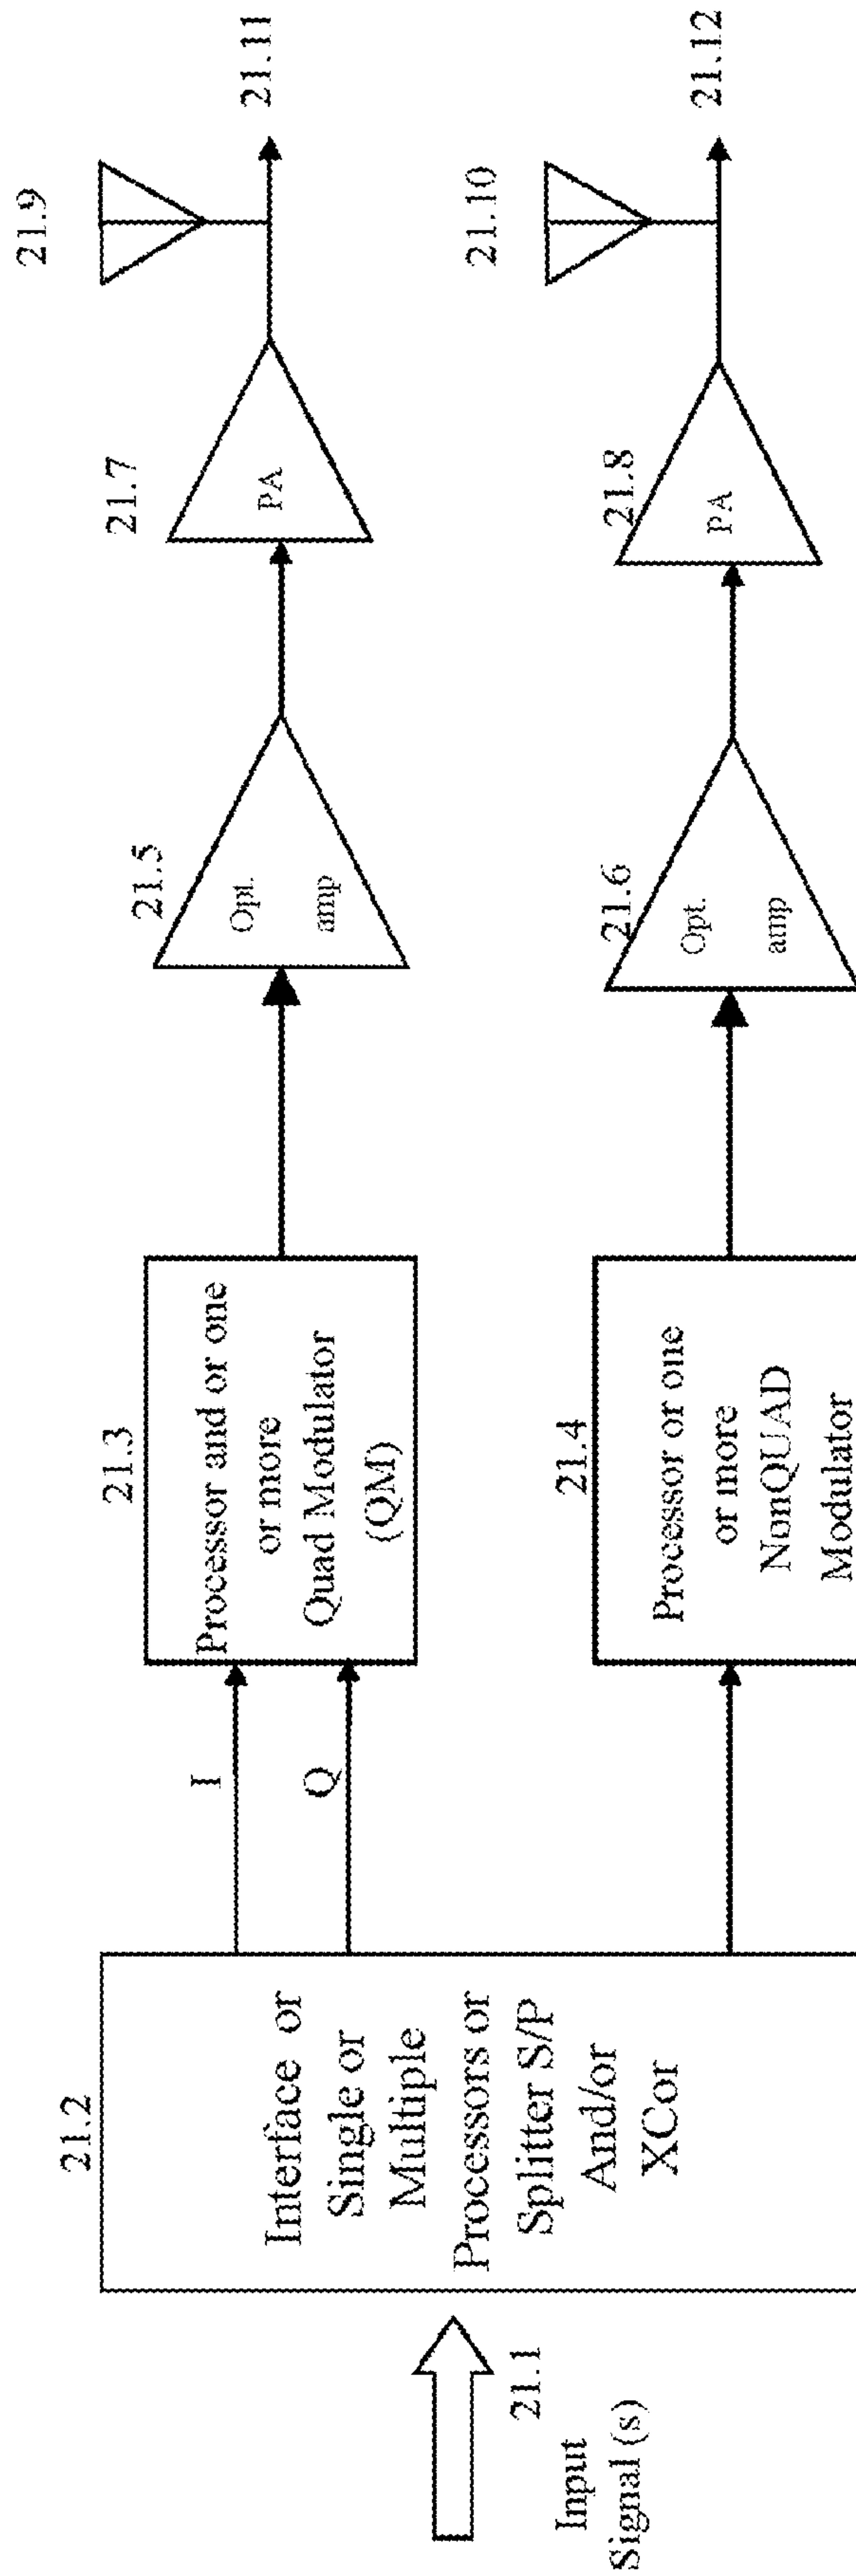 21.1
Input
Signal (s)
21.2
Interface or
Single or
Multiple
Processors or
Splitter S/P
And/or
XCor
I
Q
21.3
Processor and or one
or more
Quad Modulator
(QM)
21.5
Opt.
amp
21.7
PA
21.9
21.11
21.4
Processor or one
or more
NonQUAD
Modulator
21.6
Opt.
amp
21.8
PA
21.10
21.12